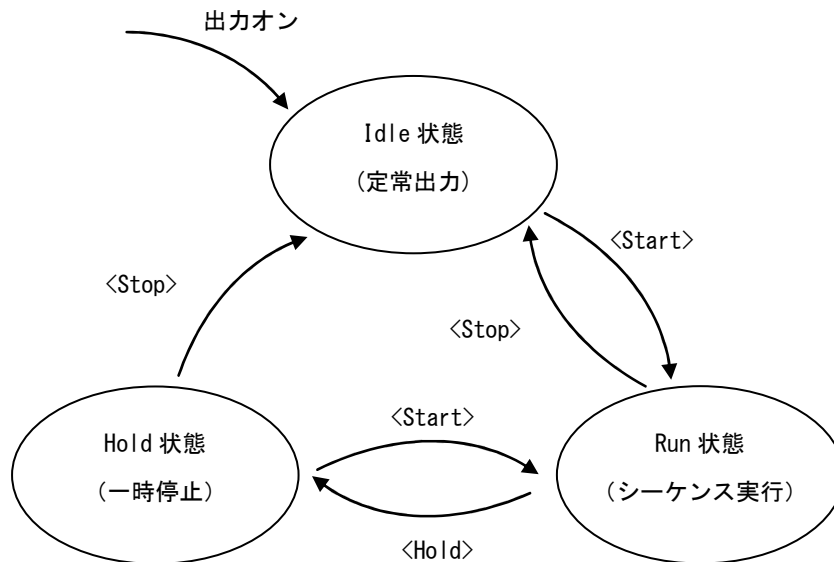 出力オン
Idle 状態
（定常出力）
<Start>
<Stop>
<Stop>
<Start>
Hold 状態
（一時停止）
Run 状態
（シーケンス実行）
<Hold>